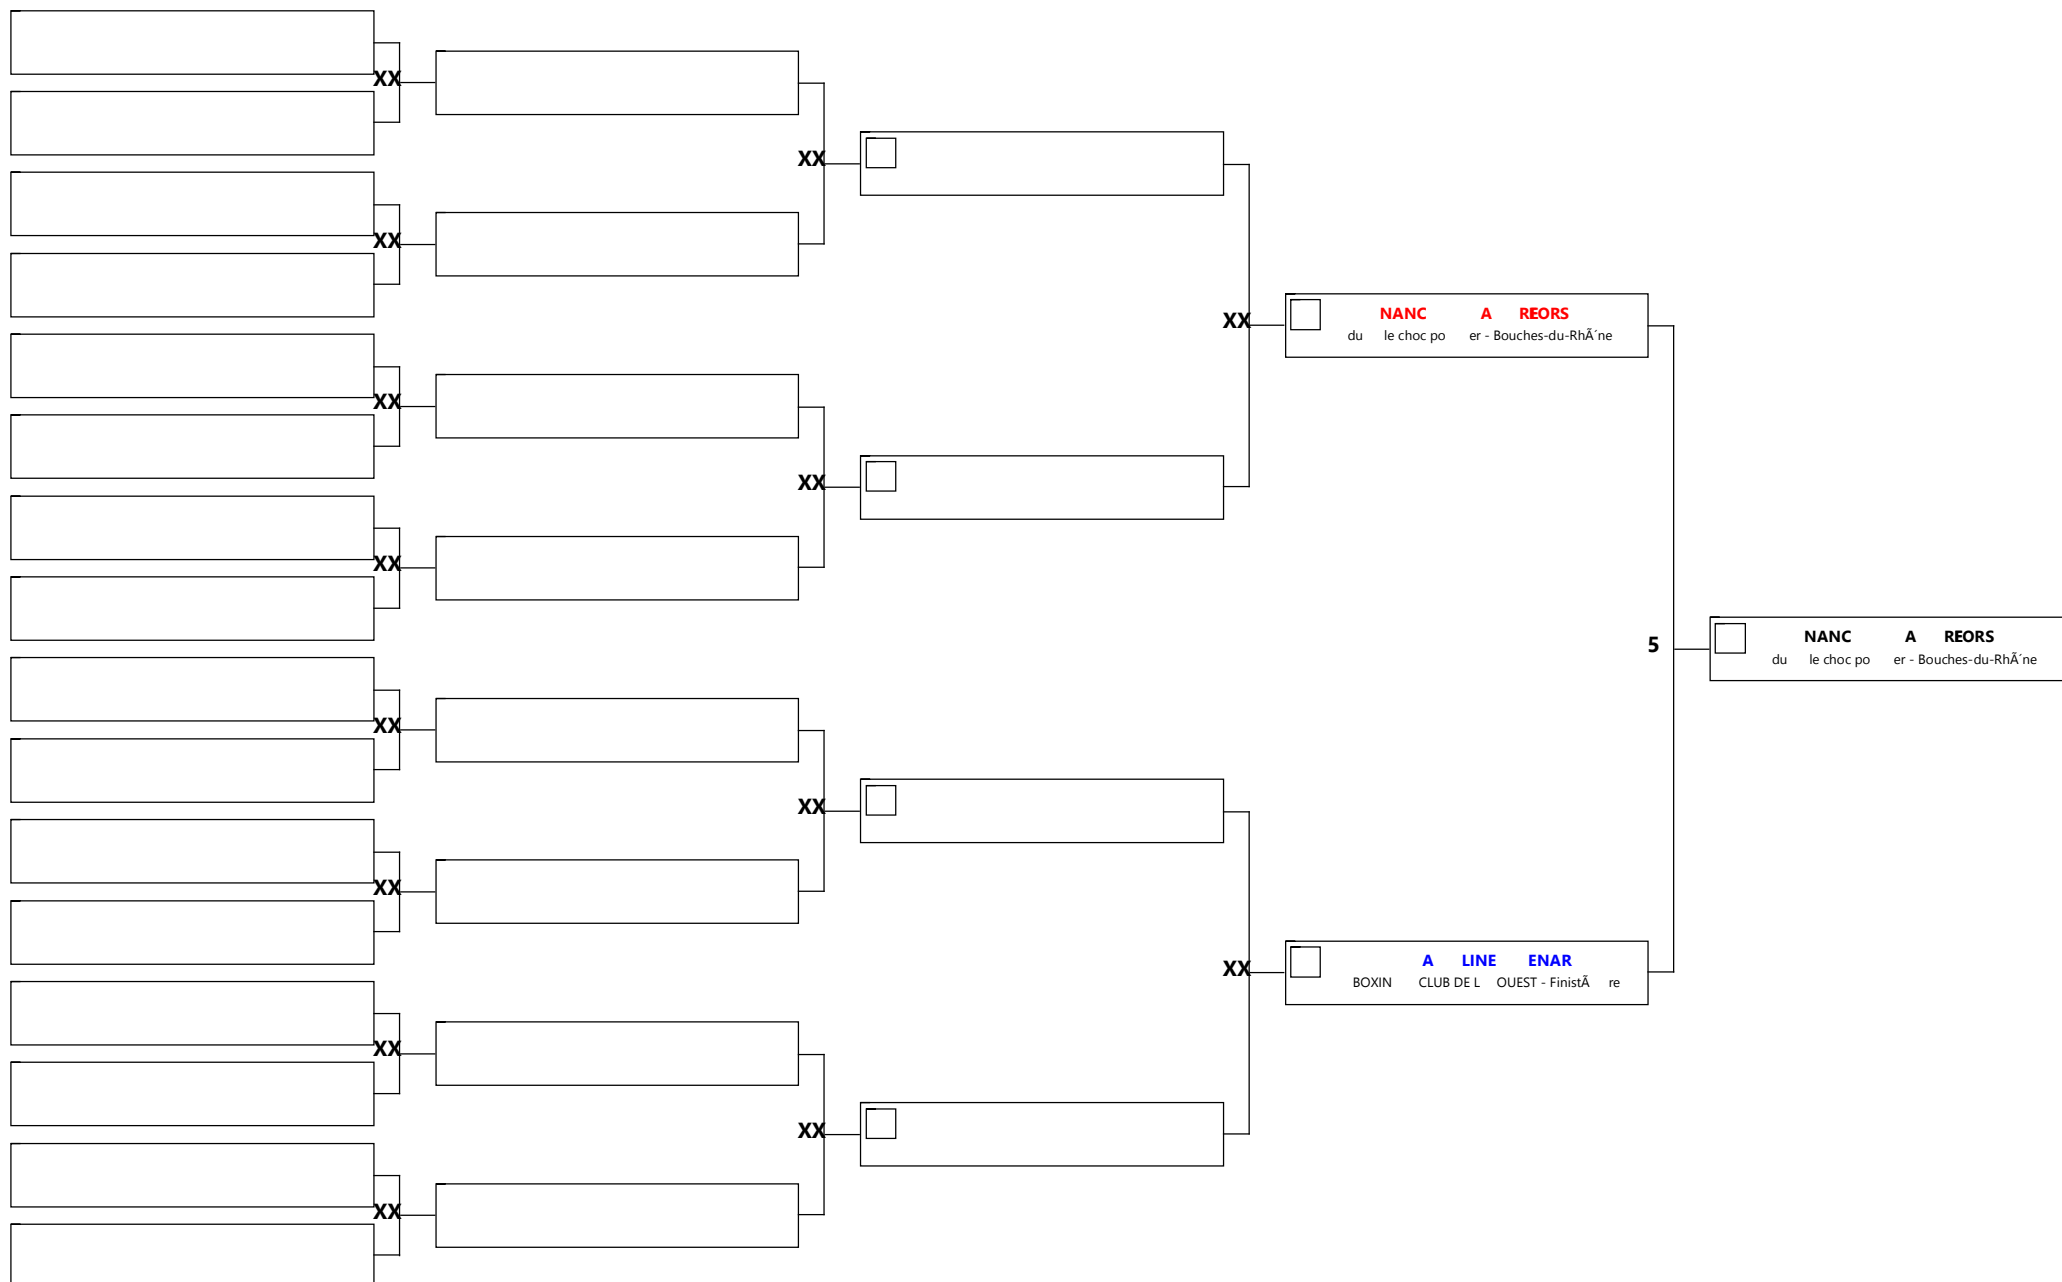 XX
XX
XX
NANC A REORS
XX
du le choc po er - Bouches-du-RhÃ´ne
XX
XX
XX
XX
NANC A REORS
5
du le choc po er - Bouches-du-RhÃ´ne
XX
XX
XX
A LINE ENAR
XX
BOXIN CLUB DE L OUEST - FinistÃ re
XX
XX
XX